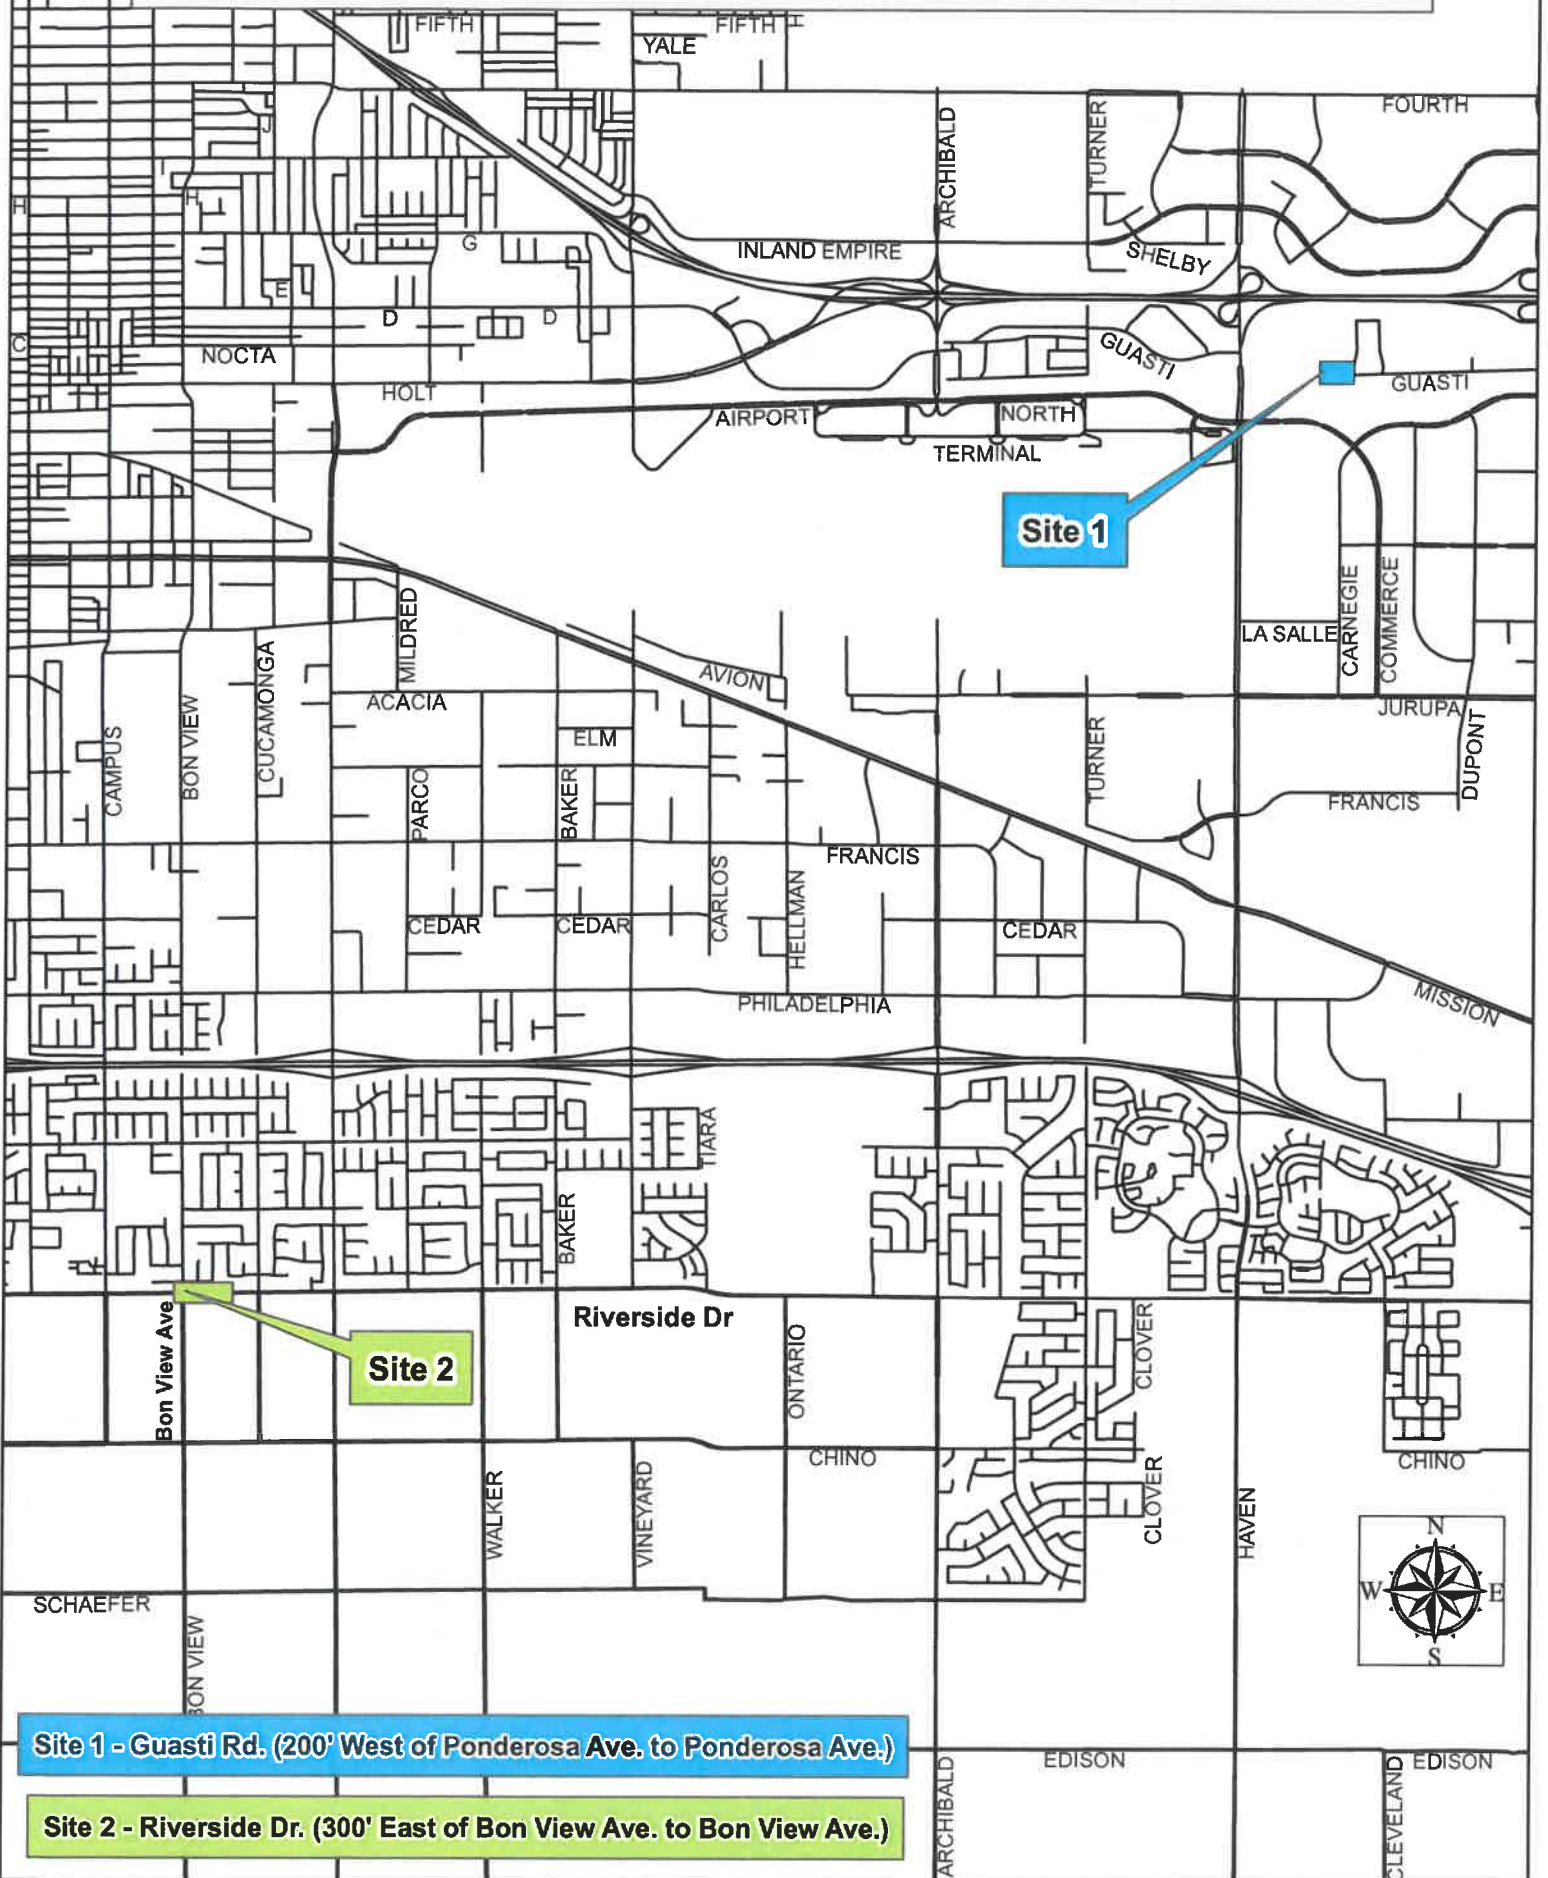 FIFTH
FIFTH
YALE
FOURTH
J
ARCHIBALD
TURNER
H
H
G
INLAND EMPIRE
SHELBY
E
D
D
C
NOCTA
GUASTI
HOLT
GUASTI
AIRPORT
NORTH
TERMINAL
Site 1
MILDRED
CARNEGIE
COMMERCE
LA SALLE
CUCAMONGA
AVION
ACACIA
BON VIEW
JURUPA
CAMPUS
ELM
TURNER
DUPONT
PARCO
BAKER
FRANCIS
FRANCIS
CARLOS
HELLMAN
CEDAR
CEDAR
CEDAR
PHILADELPHIA
MISSION
TIARA
BAKER
Bon View Ave
Riverside Dr
CLOVER
ONTARIO
Site 2
CHINO
CHINO
WALKER
VINEYARD
CLOVER
HAVEN
N
W
E
S
SCHAEFER
BON VIEW
Site 1 - Guasti Rd. (200' West of Ponderosa Ave. to Ponderosa Ave.)
EDISON
EDISON
ARCHIBALD
CLEVELAND
Site 2 - Riverside Dr. (300' East of Bon View Ave. to Bon View Ave.)